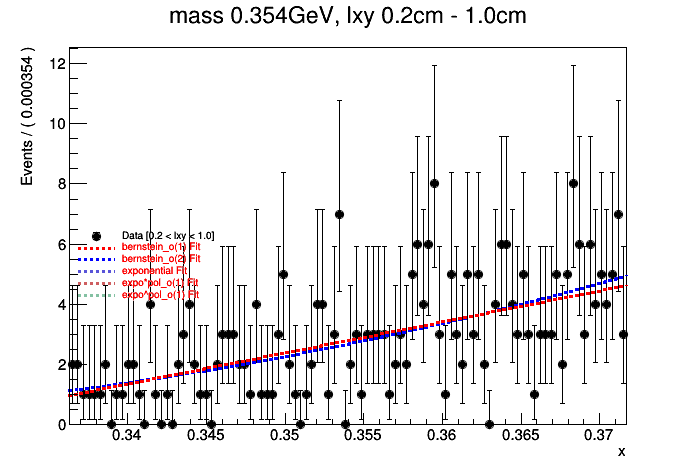 mass 0.354GeV, lxy 0.2cm - 1.0cm
Events / ( 0.000354 )
12
10
8
6
4
2
0
Data [0.2 < lxy < 1.0]
bernstein_o(1) Fit
bernstein_o(2) Fit
exponential Fit
expo*pol_o(1) Fit
expo*pol_o(1) Fit
0.34 0.345 0.35 0.355 0.36 0.365 0.37
x